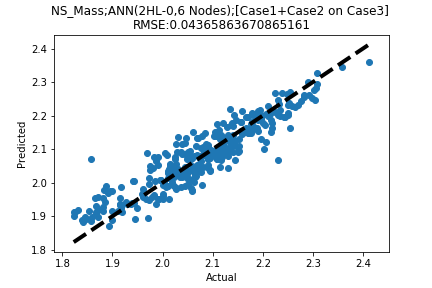 NS_Mass;ANN(2HL-0,6 Nodes);[Case1+Case2 on Case3]
RMSE:0.04365863670865161
2.4
2.3
2.2
2.1
2.0
1.9
1.8
Predicted
1.8 1.9 2.0 2.1 2.2 2.3 2.4
Actual